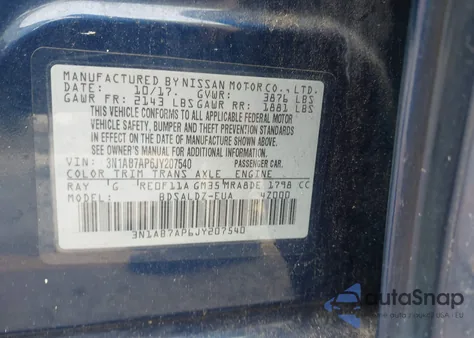 MANUFACTURED BY NISSAN MOTOR CO., LTD.
DATE: 10/17. GVWR: 3876 LBS
GAWR FR: 2143 LBS GAWR RR: 1881 LBS
THIS VEHICLE CONFORMS TO ALL APPLICABLE FEDERAL MOTOR
VEHICLE SAFETY, BUMPER AND THEFT PREVENTION STANDARDS
IN EFFECT ON THE DATE OF MANUFACTURE SHOWN ABOVE.
SEE OWNER'S MANUAL FOR ADDITIONAL INFORMATION.
VIN: 3N1AB7AP6JY207540 PASSENGER CAR.
COLOR TRIM TRANS AXLE ENGINE
RAY G RE0F11A GM35 MRA8DE 1798 CC
MODEL: BDSALDZ-EUA 42000
3N1AB7AP6JY207540
autoSnap